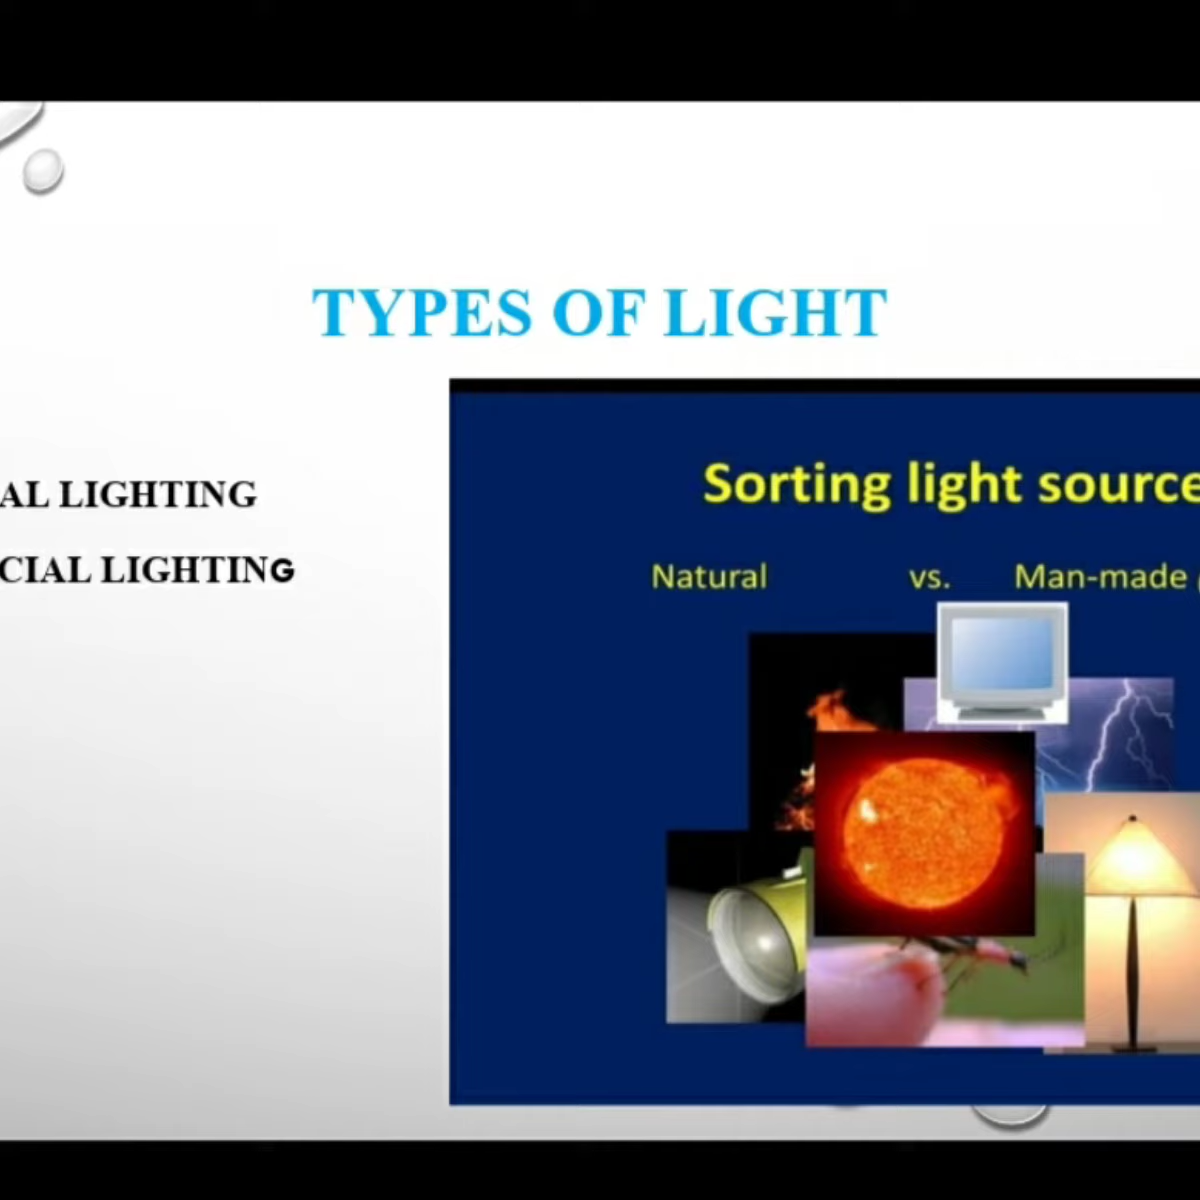 TYPES OF LIGHT
AL LIGHTING
CIAL LIGHTING
Sorting light source
Natural vs. Man-made (